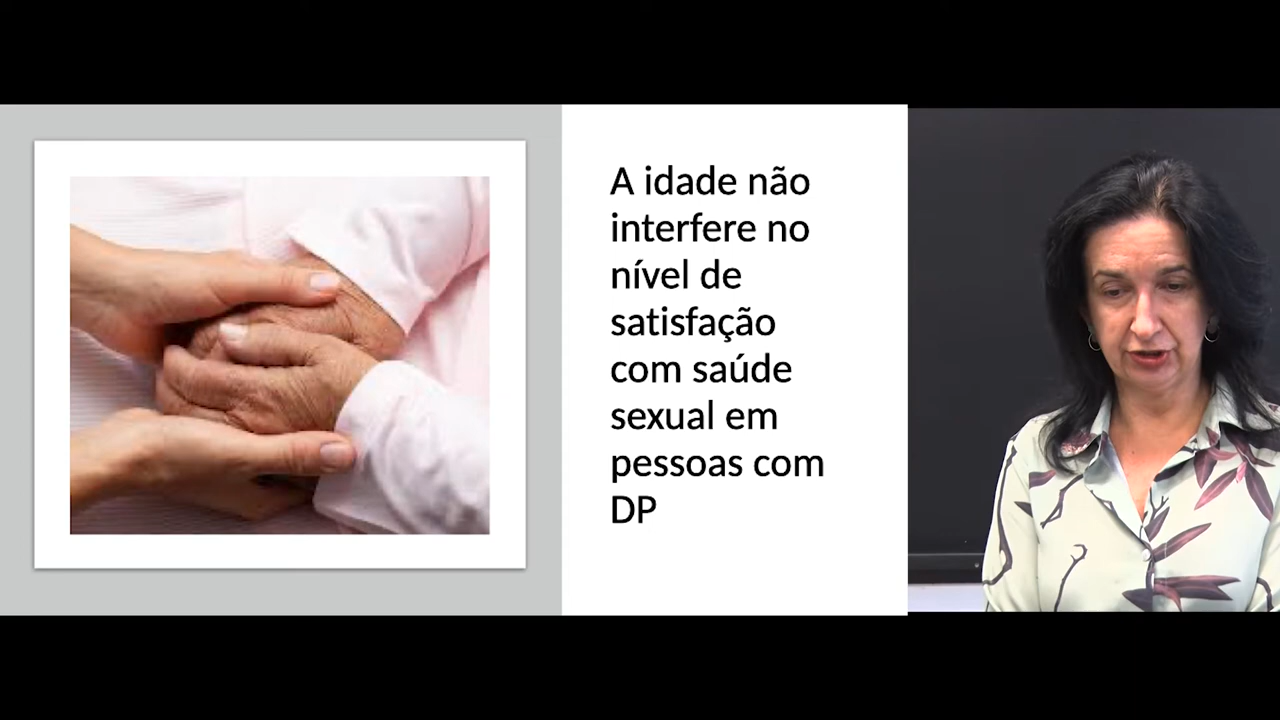 A idade não
interfere no
nível de
satisfação
com saúde
sexual em
pessoas com
DP